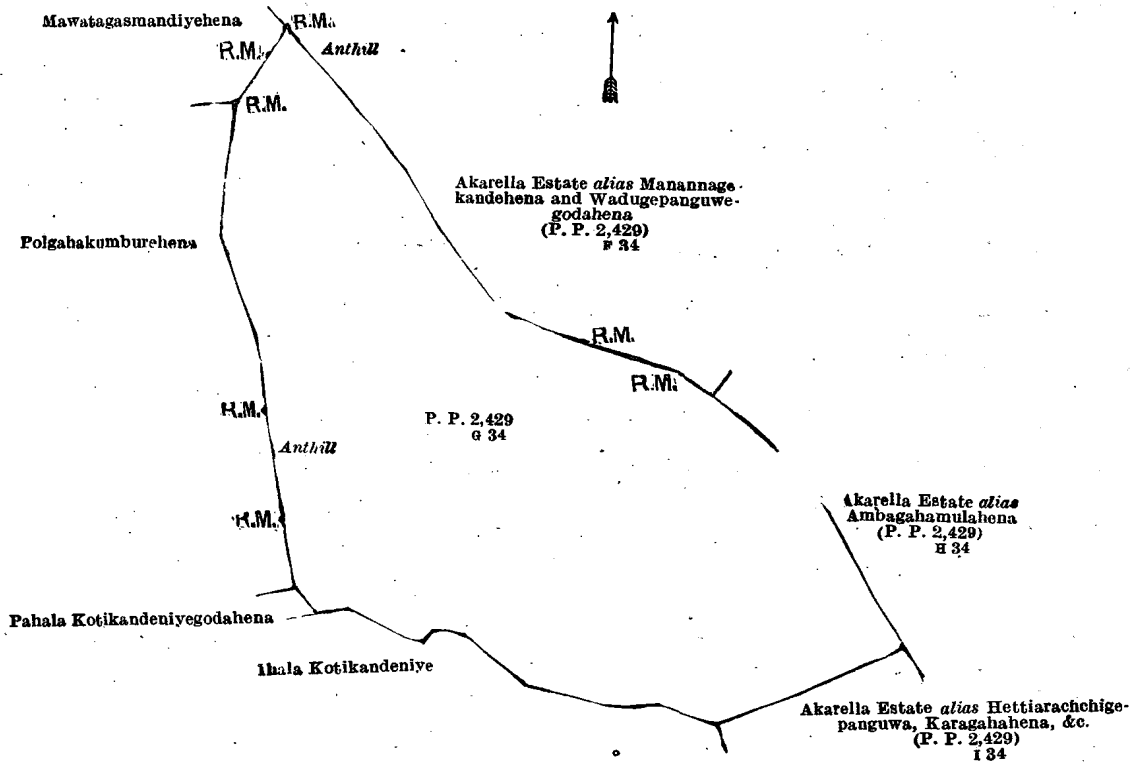 Mawatagasmandiyehena
R.M.
R.M.
Anthill
R.M.
Akarella Estate alias Manannage-
kandehena and Wadugepanguwe-
godahena
(P. P. 2,429)
F 34
Polgahakumburehena
R.M.
R.M.
R.M.
P. P. 2,429
G 34
Anthill
R.M.
Akarella Estate alias
Ambagahamulahena
(P. P. 2,429)
H 34
Pahala Kotikandeniyegodahena
Ihala Kotikandeniye
Akarella Estate alias Hettiarachchige-
panguwa, Karagahahena, &c.
(P. P. 2,429)
I 34